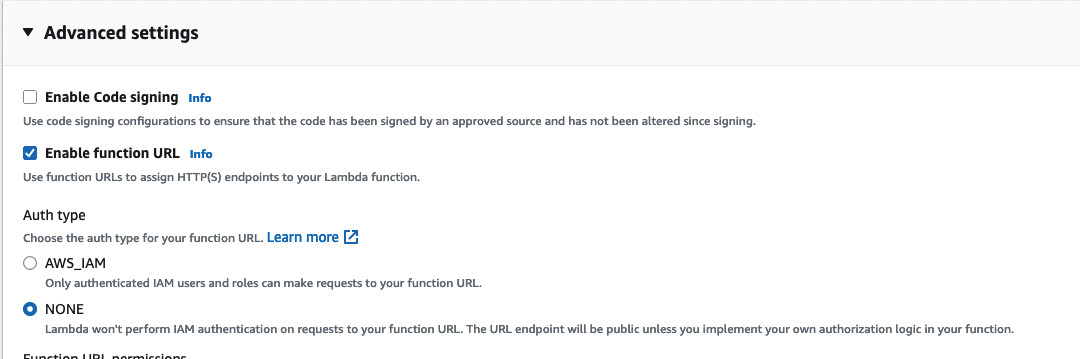 Advanced settings
Enable Code signing Info
Use code signing configurations to ensure that the code has been signed by an approved source and has not been altered since signing.
Enable function URL Info
Use function URLs to assign HTTP(S) endpoints to your Lambda function.
Auth type
Choose the auth type for your function URL. Learn more
AWS_IAM
Only authenticated IAM users and roles can make requests to your function URL.
NONE
Lambda won't perform IAM authentication on requests to your function URL. The URL endpoint will be public unless you implement your own authorization logic in your function.
Function URL permissions